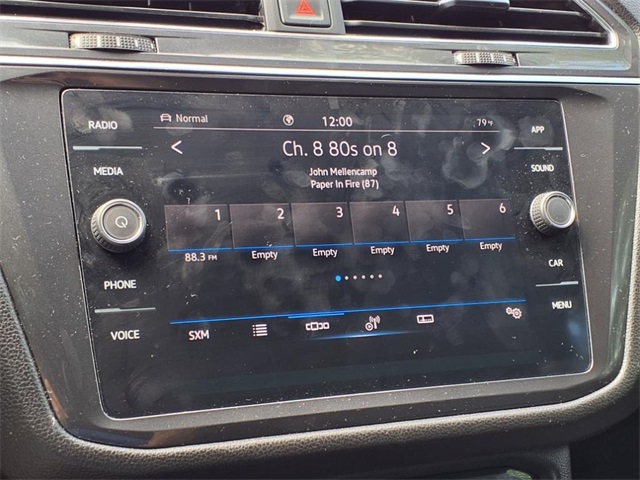 RADIO Normal 12:00 79°F APP
Ch. 8 80s on 8
MEDIA John Mellencamp SOUND
Paper In Fire (87)
1 2 3 4 5 6
88.3 FM Empty Empty Empty Empty Empty
PHONE CAR
VOICE SXM MENU